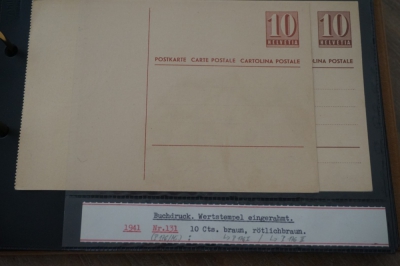 10 10
HELVETIA HELVETIA
POSTKARTE CARTE POSTALE CARTOLINA POSTALE LINA POSTALE
Buchdruck. Wertstempel eingerahmt.
1941 Nr.131 10 Cts. braun, rötlichbraun.